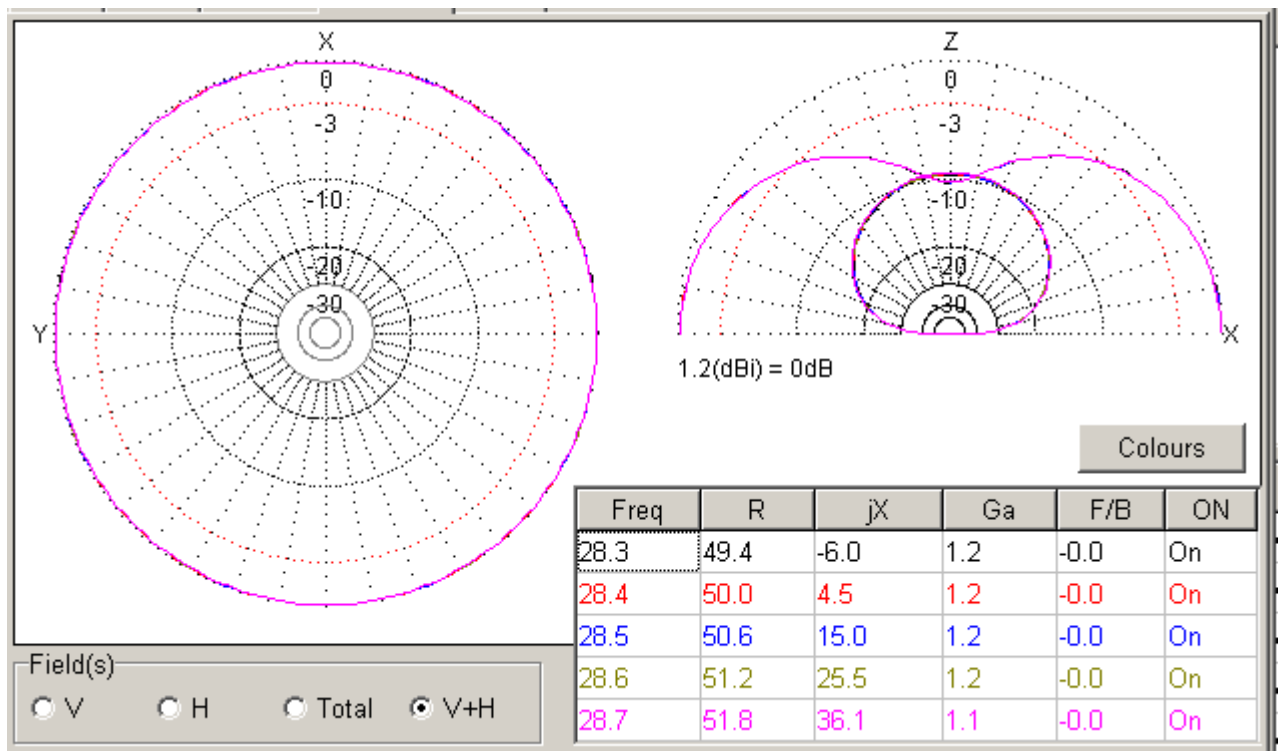 X
0
-3
-10
-20
-30
Y
Z
0
-3
-10
-20
-30
X
1.2(dBi) = 0dB
Colours
Freq R jX Ga F/B ON
28.3 49.4 -6.0 1.2 -0.0 On
28.4 50.0 4.5 1.2 -0.0 On
28.5 50.6 15.0 1.2 -0.0 On
28.6 51.2 25.5 1.2 -0.0 On
28.7 51.8 36.1 1.1 -0.0 On
Field(s)
V H Total V+H